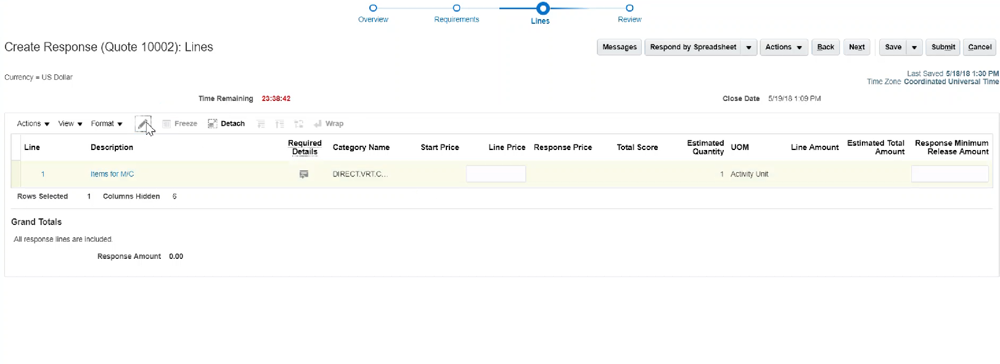 Overview Requirements Lines Review
Create Response (Quote 10002): Lines
Messages Respond by Spreadsheet Actions Back Next Save Submit Cancel
Currency = US Dollar
Last Saved 5/18/18 1:30 PM
Time Zone Coordinated Universal Time
Time Remaining 23:38:42 Close Date 5/19/18 1:09 PM
Actions View Format Freeze Detach Wrap
Line Description Required Details Category Name Start Price Line Price Response Price Total Score Estimated Quantity UOM Line Amount Estimated Total Amount Response Minimum Release Amount
1 Items for M/C DIRECT.VRT.C... 1 Activity Unit
Rows Selected 1 Columns Hidden 6
Grand Totals
All response lines are included.
Response Amount 0.00